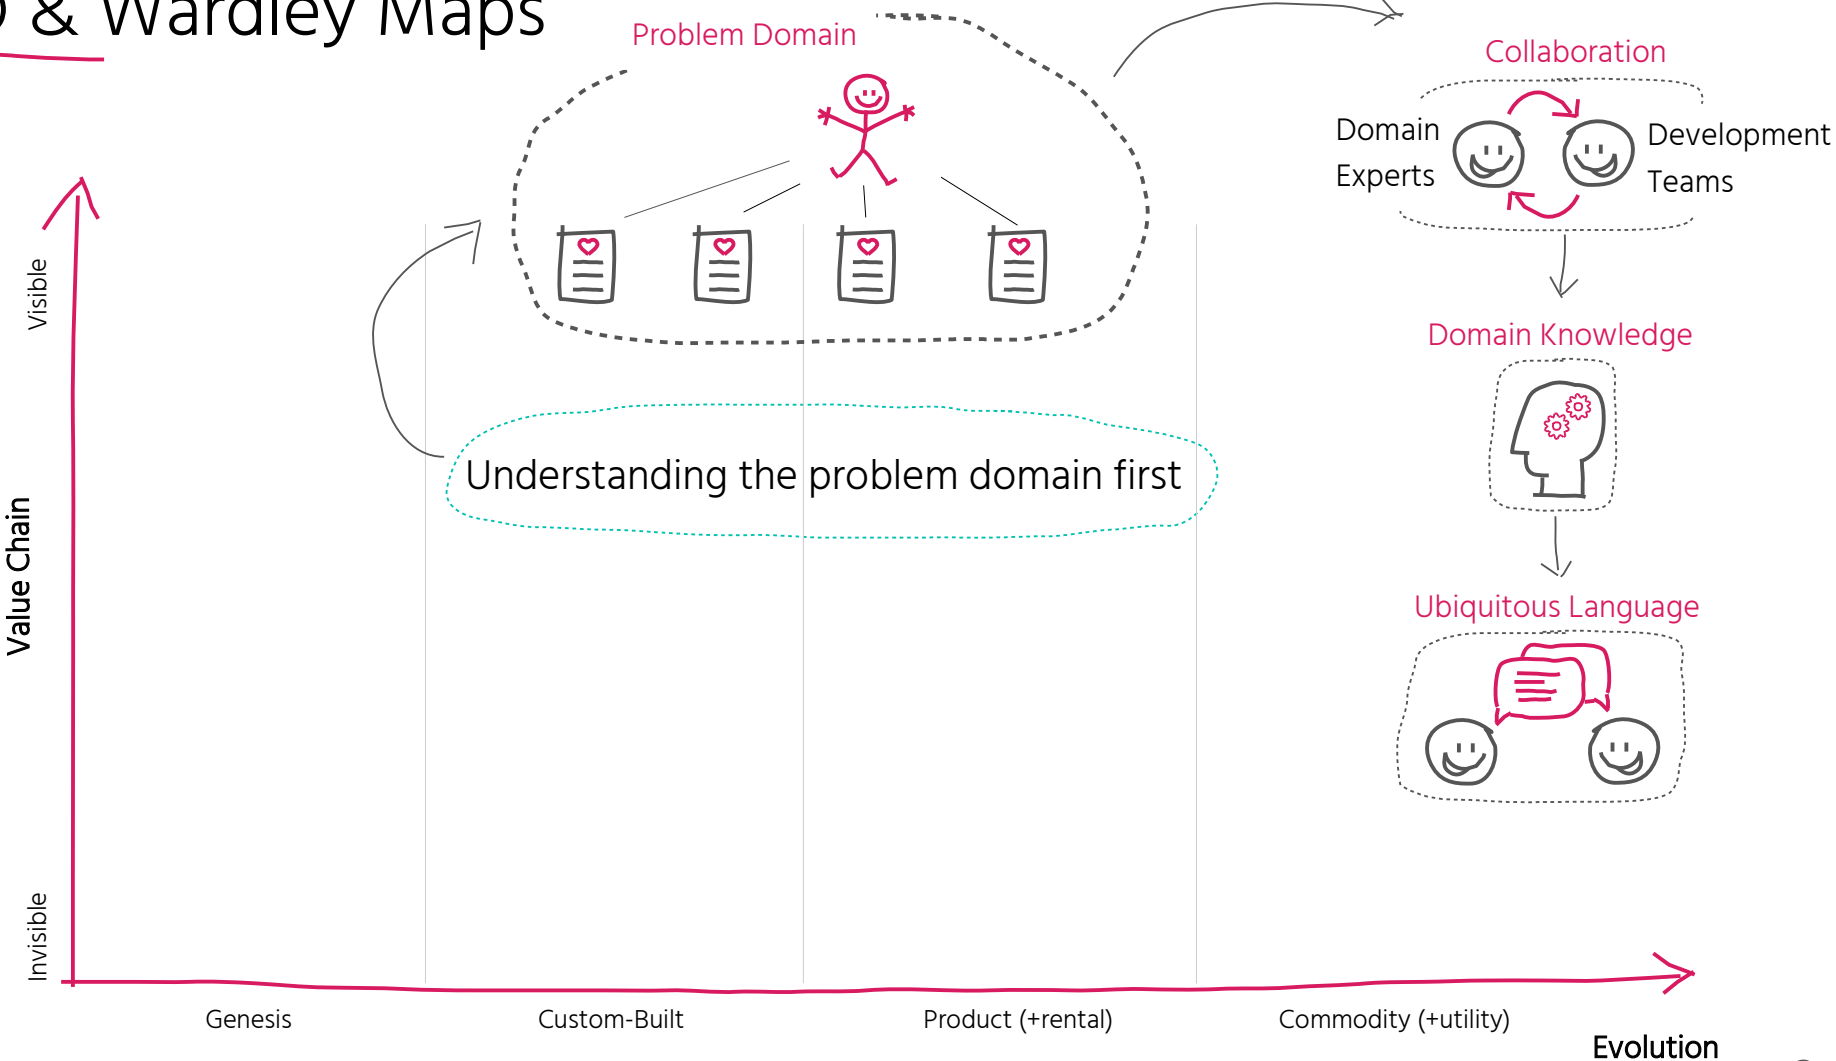 & Wardley Maps
Problem Domain
Collaboration
Domain
Experts
Development
Teams
Visible
Domain Knowledge
Understanding the problem domain first
Value Chain
Ubiquitous Language
Invisible
Genesis
Custom-Built
Product (+rental)
Commodity (+utility)
Evolution